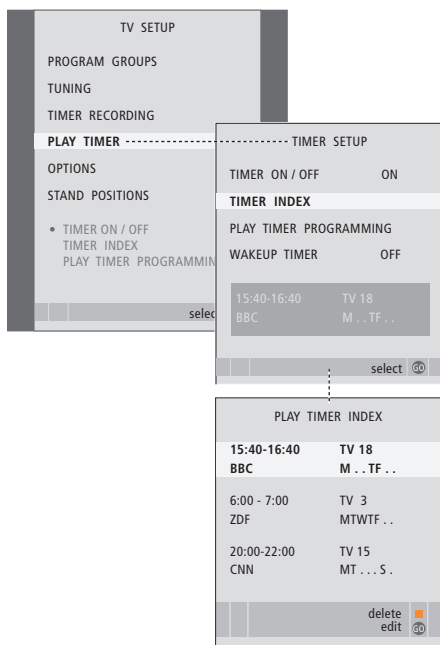 TV SETUP
PROGRAM GROUPS
TUNING
TIMER RECORDING
PLAY TIMER
OPTIONS
STAND POSITIONS
• TIMER ON / OFF
TIMER INDEX
PLAY TIMER PROGRAMMIN
selec
TIMER SETUP
TIMER ON / OFF ON
TIMER INDEX
PLAY TIMER PROGRAMMING
WAKEUP TIMER OFF
15:40-16:40 TV 18
BBC M . . TF . .
select GO
PLAY TIMER INDEX
15:40-16:40 TV 18
BBC M . . TF . .
6:00 - 7:00 TV 3
ZDF MTWTF . .
20:00-22:00 TV 15
CNN MT . . . S .
delete
edit GO